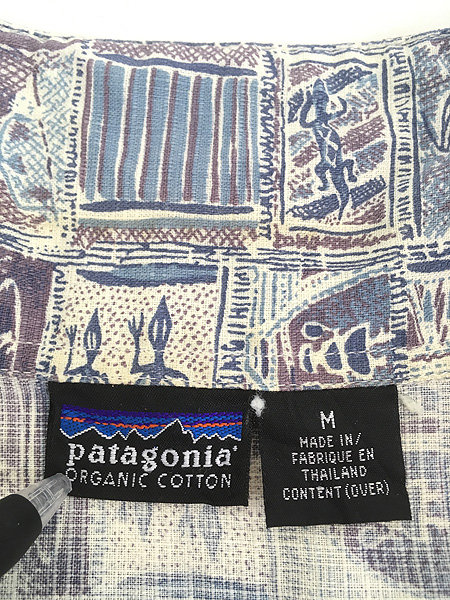 patagonia®
ORGANIC COTTON
M
MADE IN/
FABRIQUE EN
THAILAND
CONTENT (OVER)